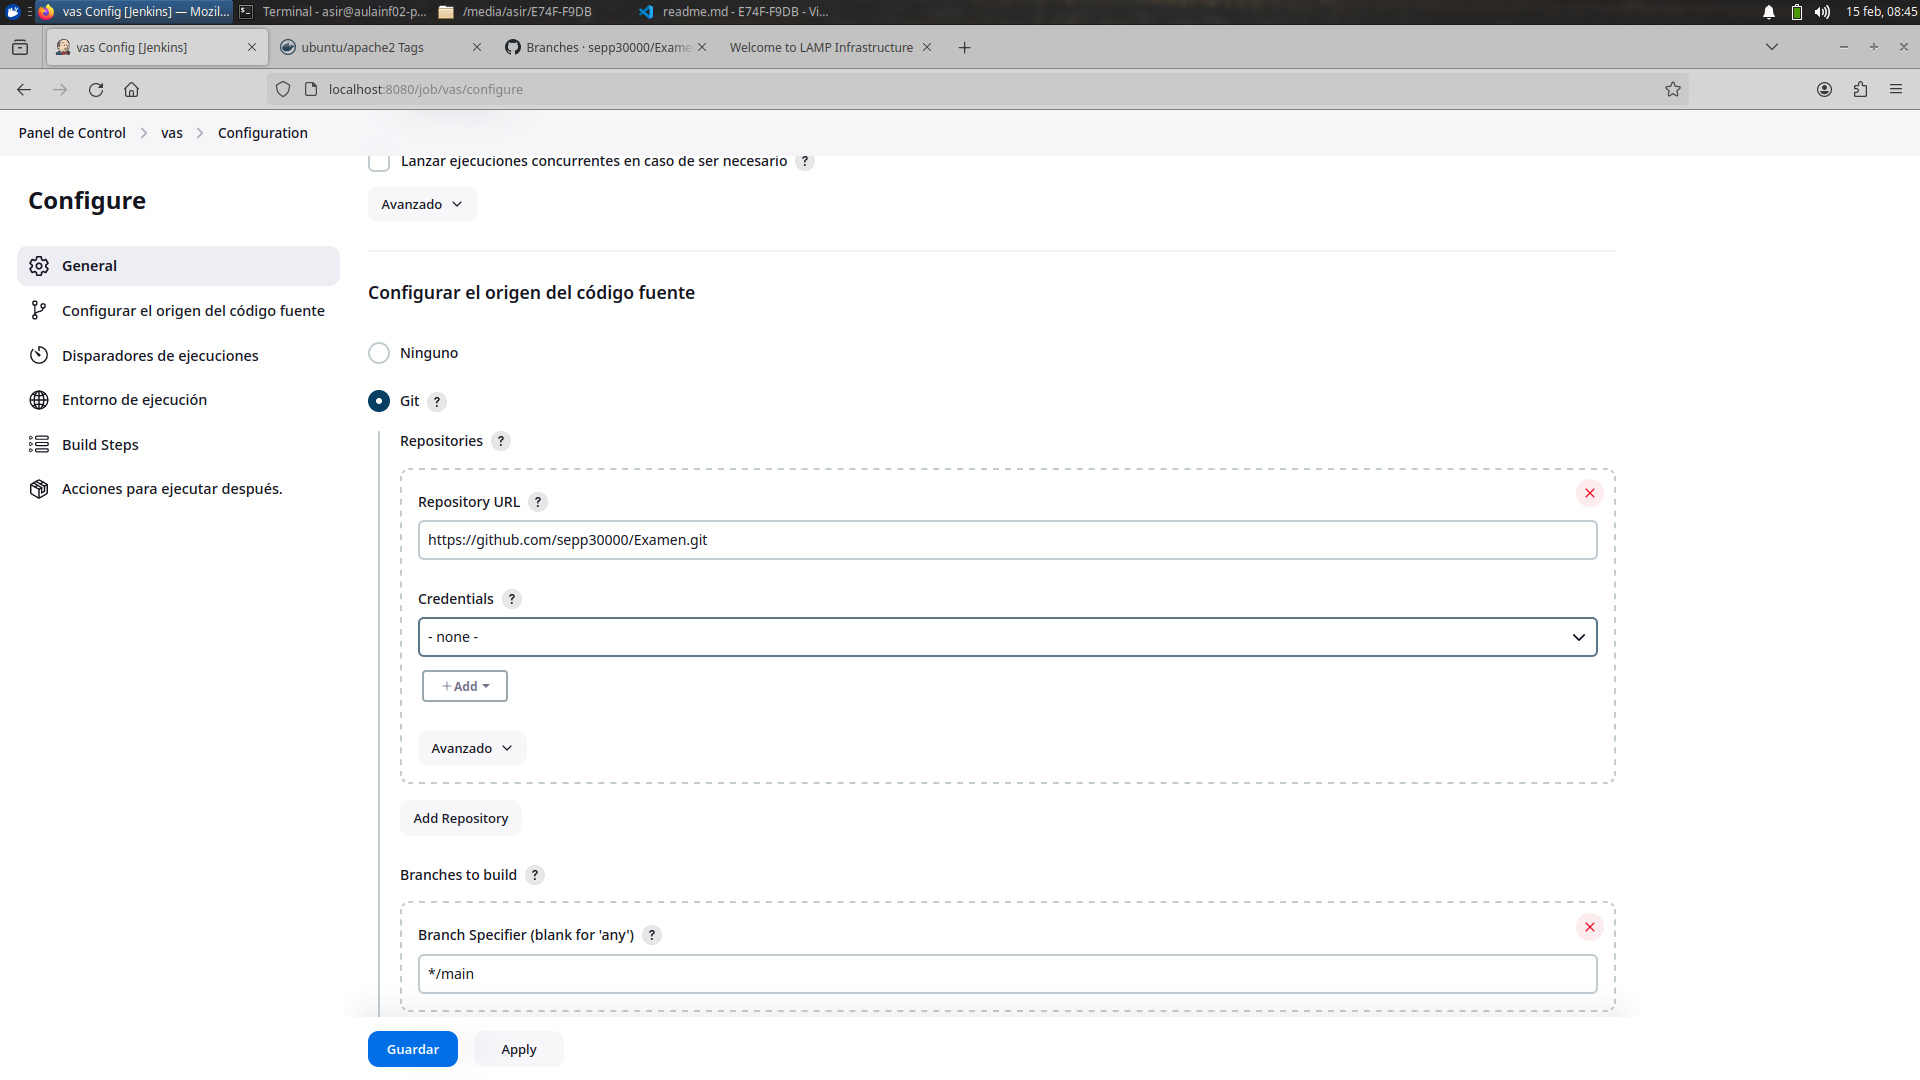 vas Config [Jenkins] — Mozil...
Terminal - asir@aulainf02-p...
/media/asir/E74F-F9DB
readme.md - E74F-F9DB - Vi...
15 feb, 08:45
vas Config [Jenkins]
ubuntu/apache2 Tags
Branches · sepp30000/Exame
Welcome to LAMP Infrastructure
localhost:8080/job/vas/configure
Panel de Control
vas
Configuration
Lanzar ejecuciones concurrentes en caso de ser necesario ?
Avanzado
Configure
General
Configurar el origen del código fuente
Disparadores de ejecuciones
Entorno de ejecución
Build Steps
Acciones para ejecutar después.
Configurar el origen del código fuente
Ninguno
Git ?
Repositories ?
Repository URL ?
https://github.com/sepp30000/Examen.git
Credentials ?
- none -
+Add
Avanzado
Add Repository
Branches to build ?
Branch Specifier (blank for 'any') ?
*/main
Guardar
Apply